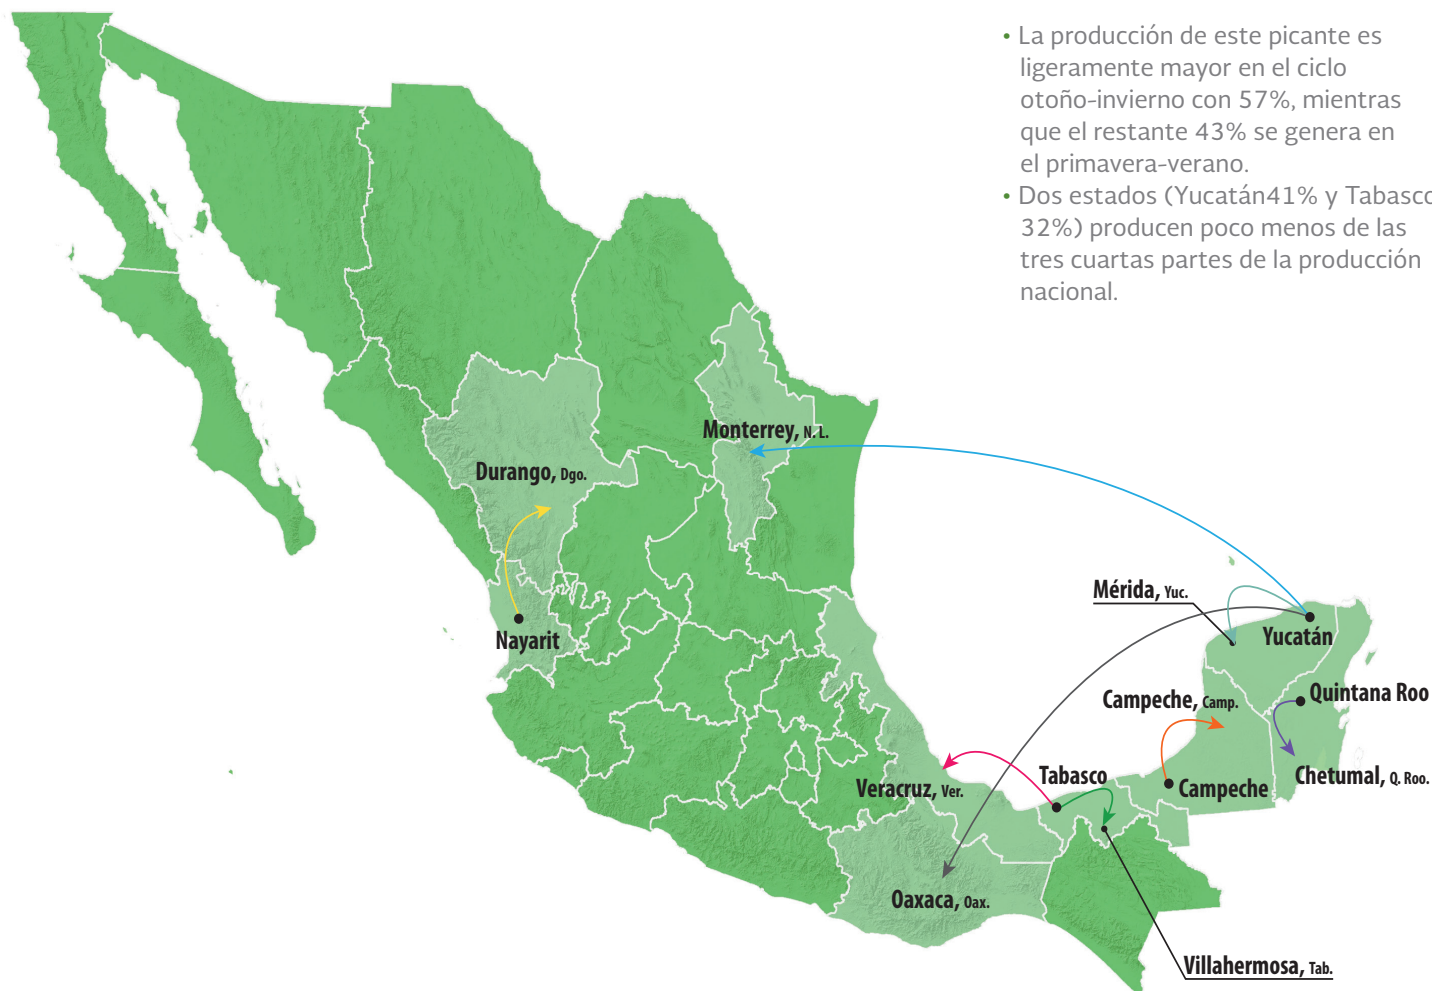 • La producción de este picante es
ligeramente mayor en el ciclo
otoño-invierno con 57%, mientras
que el restante 43% se genera en
el primavera-verano.
• Dos estados (Yucatán41% y Tabasco
32%) producen poco menos de las
tres cuartas partes de la producción
nacional.
Monterrey, N. L.
Durango, Dgo.
Mérida, Yuc.
Nayarit
Yucatán
Campeche, Camp.
Quintana Roo
Tabasco
Chetumal, Q. Roo.
Veracruz, Ver.
Campeche
Oaxaca, Oax.
Villahermosa, Tab.